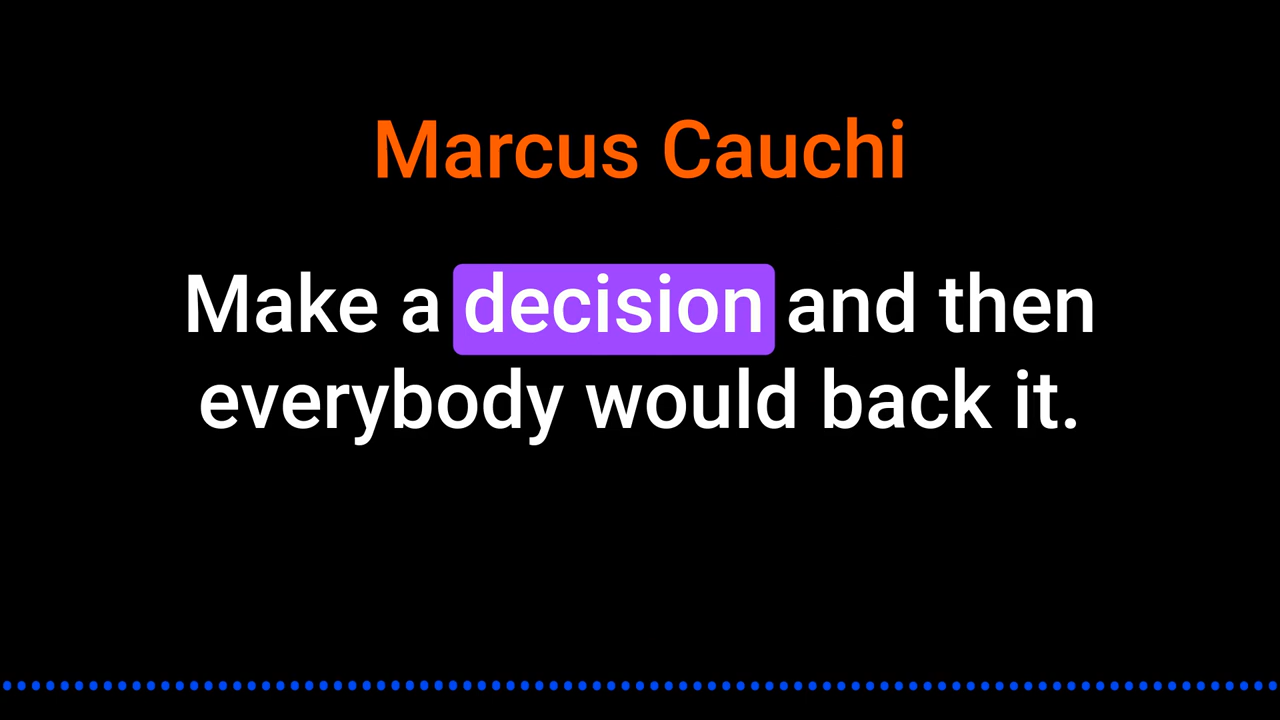 Marcus Cauchi
Make a decision and then
everybody would back it.